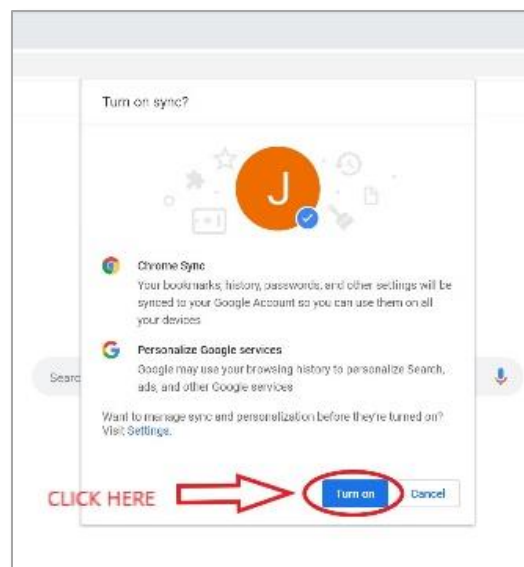 Turn on sync?
J
Chrome Sync
Your bookmarks, history, passwords, and other settings will be
synced to your Google Account so you can use them on all
your devices
Personalize Google services
Google may use your browsing history to personalize Search,
ads, and other Google services
Searc
Want to manage sync and personalization before they're turned on?
Visit Settings.
CLICK HERE
Turn on
Cancel